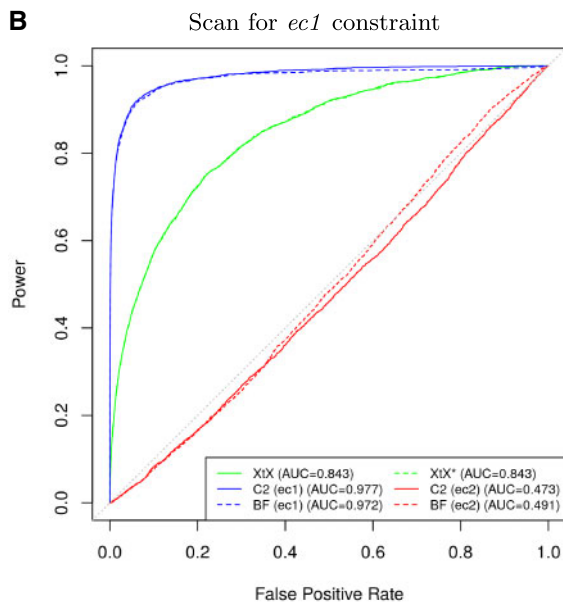 B
Scan for ec1 constraint
Power
0.0
0.2
0.4
0.6
0.8
1.0
XtX (AUC=0.843)
C2 (ec1) (AUC=0.977)
BF (ec1) (AUC=0.972)
XtX* (AUC=0.843)
C2 (ec2) (AUC=0.473)
BF (ec2) (AUC=0.491)
0.0 0.2 0.4 0.6 0.8 1.0
False Positive Rate